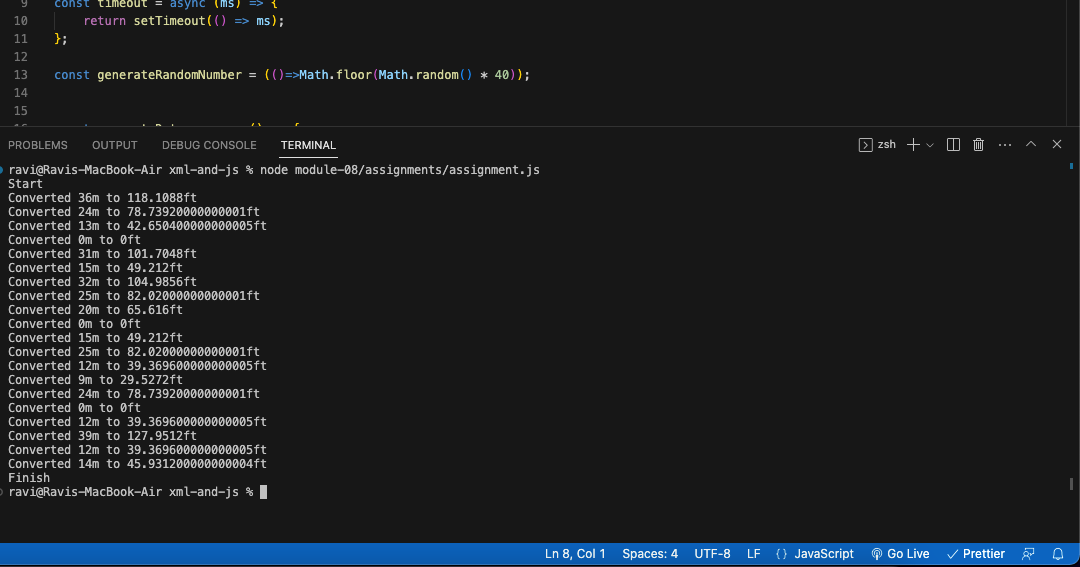 9 const timeout = async (ms) => {
10 return setTimeout(() => ms);
11 };
12
13 const generateRandomNumber = (()=>Math.floor(Math.random() * 40));
14
15
PROBLEMS OUTPUT DEBUG CONSOLE TERMINAL zsh
ravi@Ravis-MacBook-Air xml-and-js % node module-08/assignments/assignment.js
Start
Converted 36m to 118.1088ft
Converted 24m to 78.73920000000001ft
Converted 13m to 42.650400000000005ft
Converted 0m to 0ft
Converted 31m to 101.7048ft
Converted 15m to 49.212ft
Converted 32m to 104.9856ft
Converted 25m to 82.02000000000001ft
Converted 20m to 65.616ft
Converted 0m to 0ft
Converted 15m to 49.212ft
Converted 25m to 82.02000000000001ft
Converted 12m to 39.369600000000005ft
Converted 9m to 29.5272ft
Converted 24m to 78.73920000000001ft
Converted 0m to 0ft
Converted 12m to 39.369600000000005ft
Converted 39m to 127.9512ft
Converted 12m to 39.369600000000005ft
Converted 14m to 45.931200000000004ft
Finish
ravi@Ravis-MacBook-Air xml-and-js %
Ln 8, Col 1 Spaces: 4 UTF-8 LF {} JavaScript Go Live Prettier